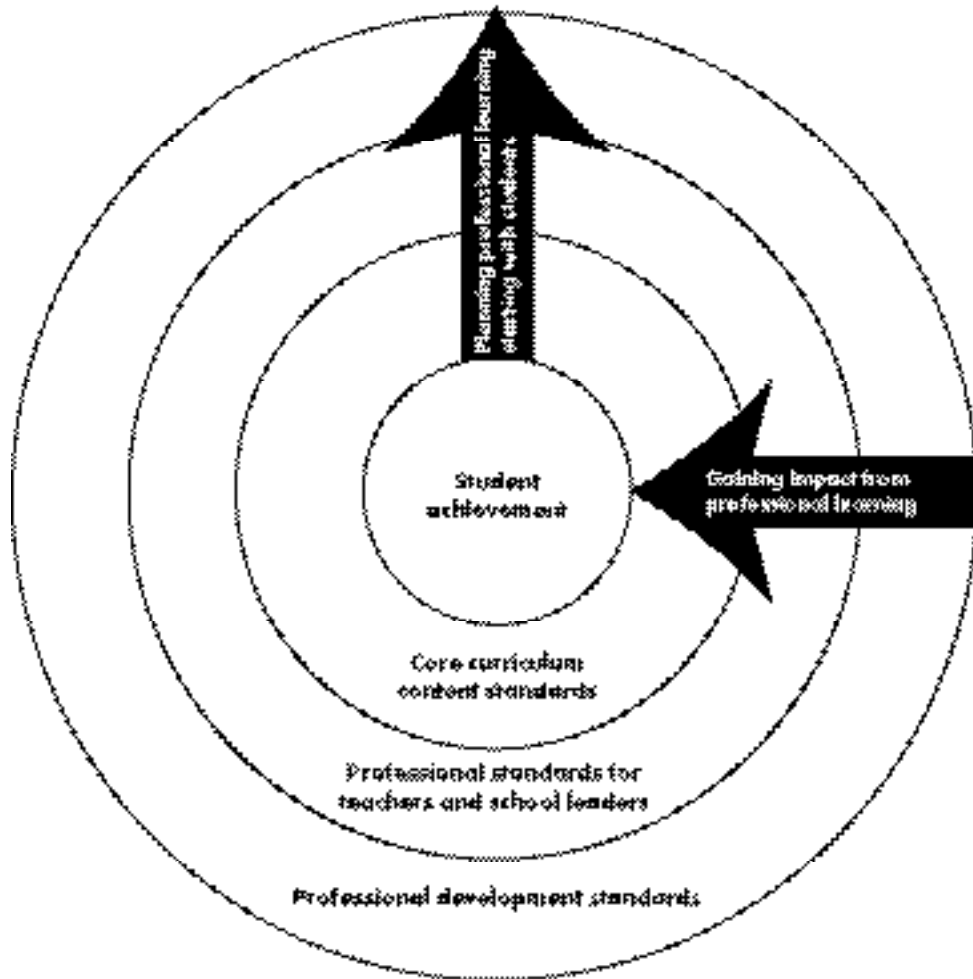 Planning professional learning
starting with students
Student
achievement
Gaining impact from
professional learning
Core curriculum
content standards
Professional standards for
teachers and school leaders
Professional development standards